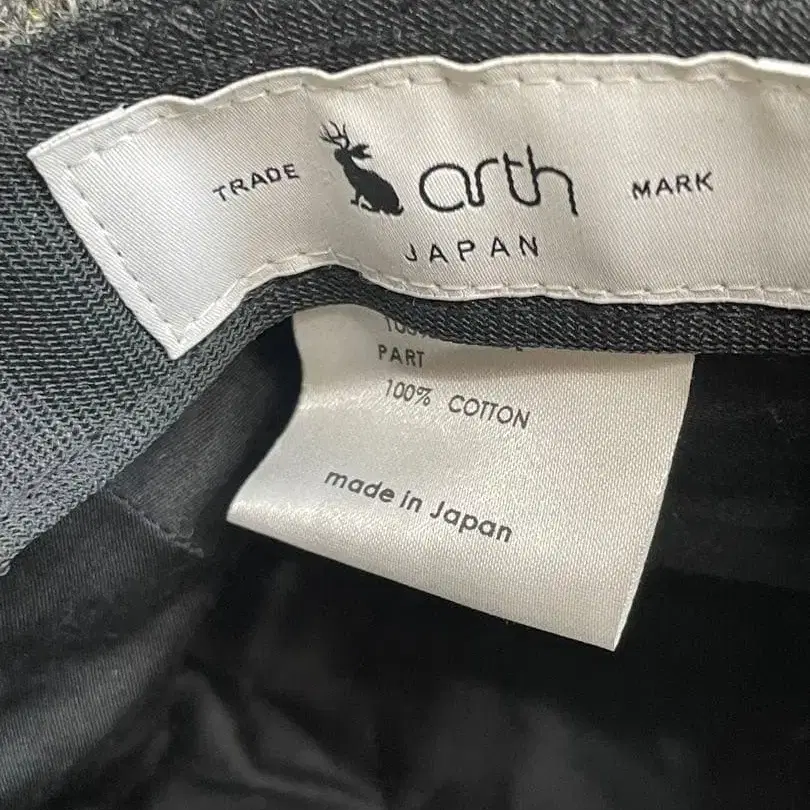 TRADE arth MARK
JAPAN
PART
100% COTTON
made in Japan